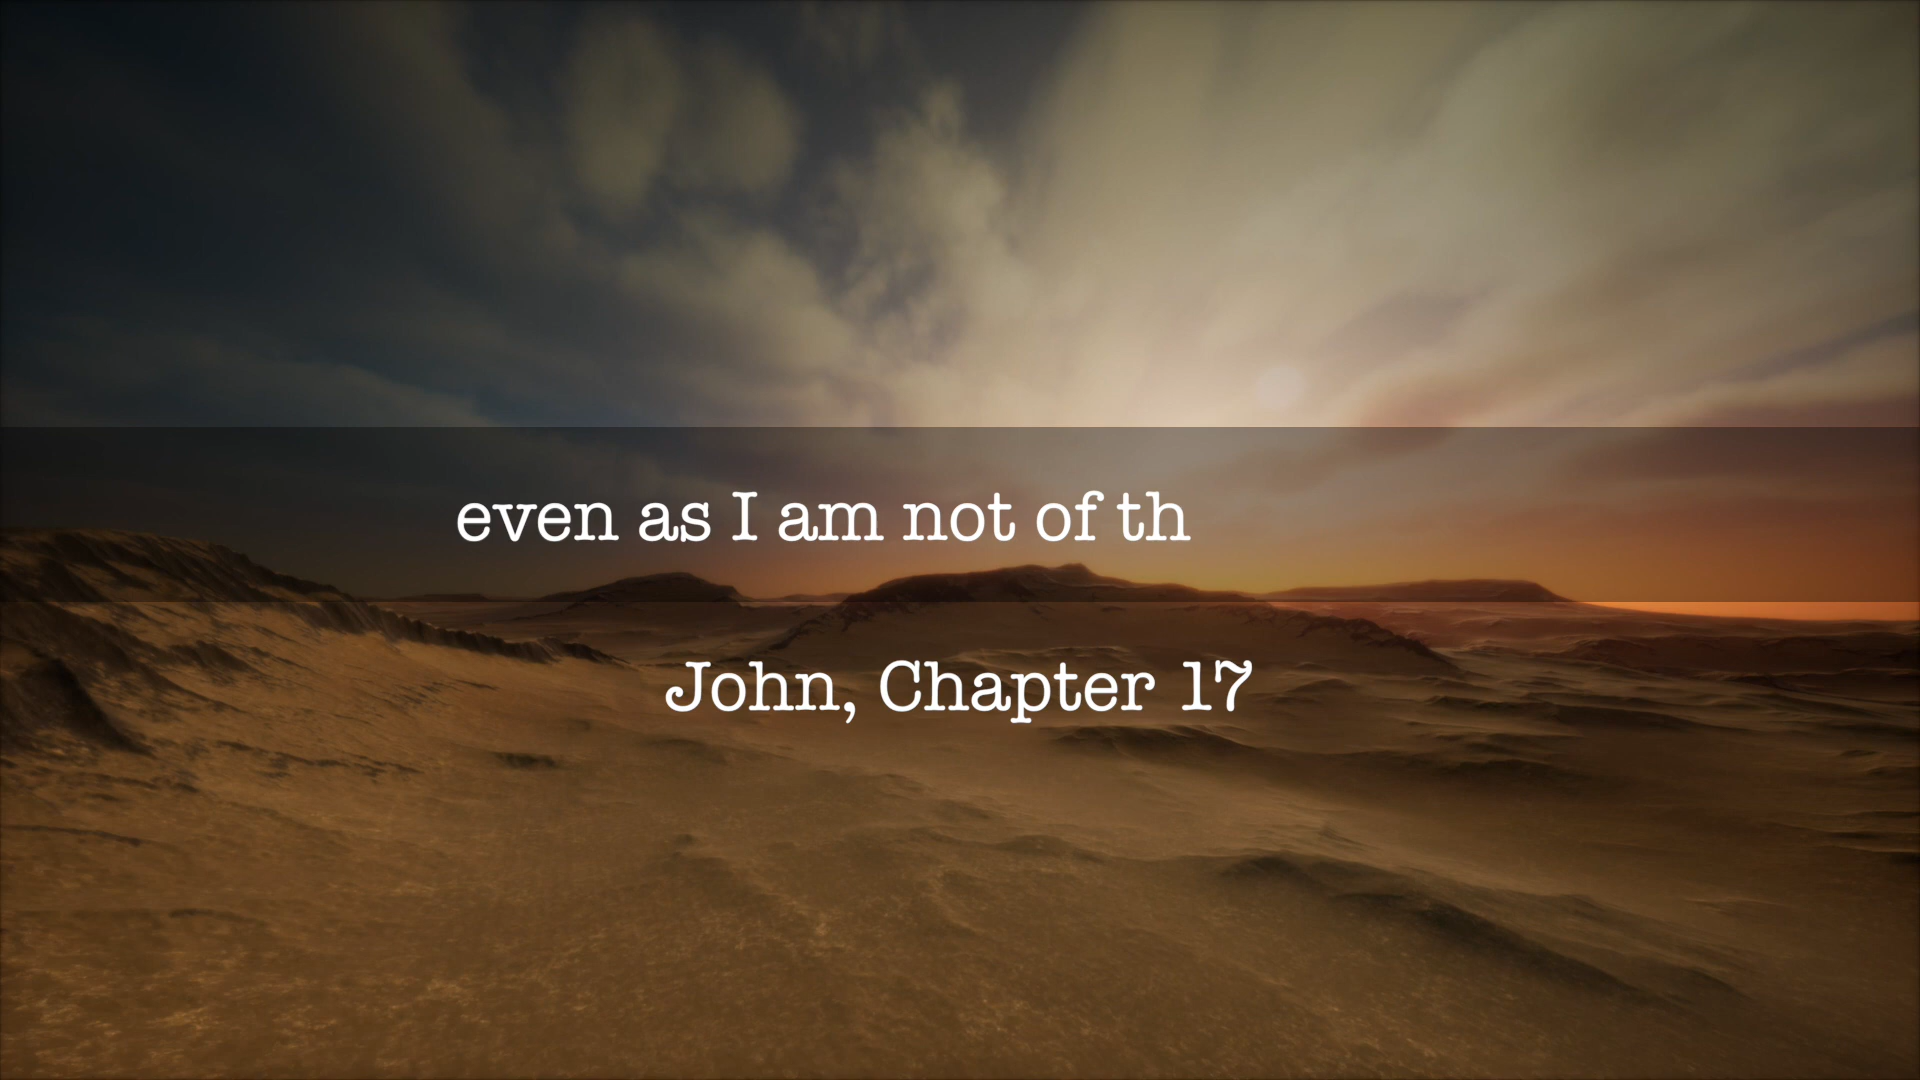 even as I am not of th
John, Chapter 17